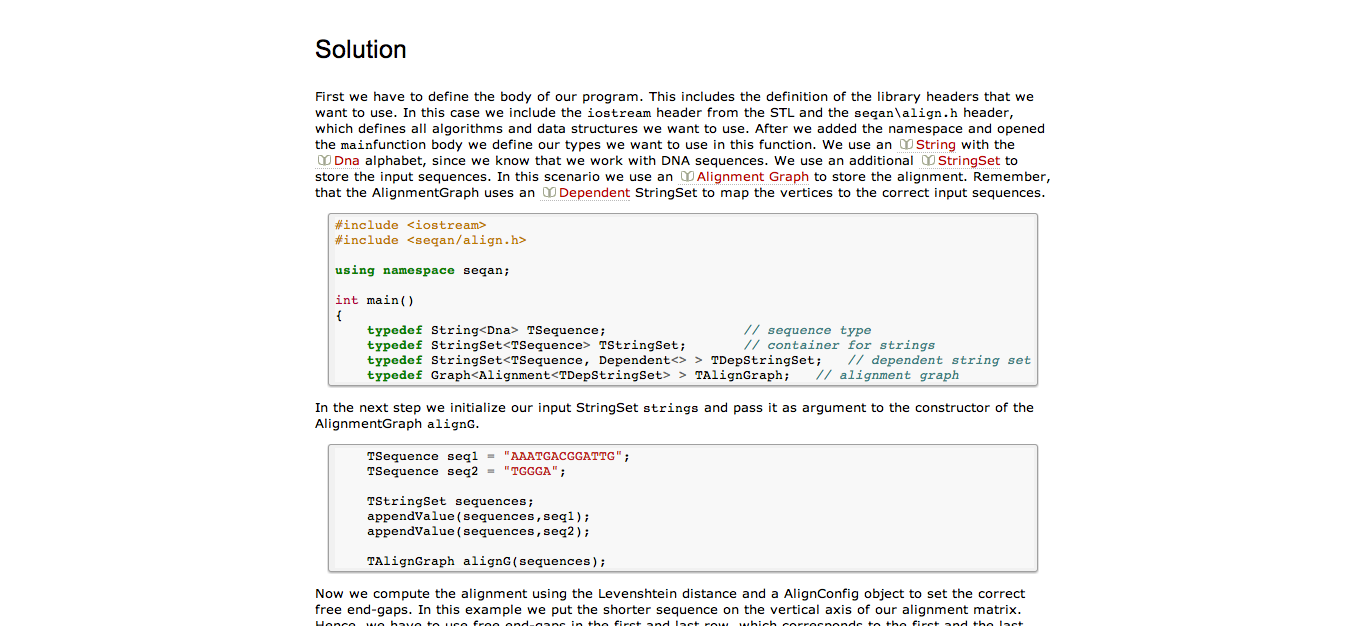 Solution
First we have to define the body of our program. This includes the definition of the library headers that we
want to use. In this case we include the iostream header from the STL and the seqan\align.h header,
which defines all algorithms and data structures we want to use. After we added the namespace and opened
the mainfunction body we define our types we want to use in this function. We use an String with the
Dna alphabet, since we know that we work with DNA sequences. We use an additional StringSet to
store the input sequences. In this scenario we use an Alignment Graph to store the alignment. Remember,
that the AlignmentGraph uses an Dependent StringSet to map the vertices to the correct input sequences.
#include <iostream>
#include <seqan/align.h>
using namespace seqan;
int main()
{
typedef String<Dna> TSequence; // sequence type
typedef StringSet<TSequence> TStringSet; // container for strings
typedef StringSet<TSequence, Dependent<> > TDepStringSet; // dependent string set
typedef Graph<Alignment<TDepStringSet> > TAlignGraph; // alignment graph
In the next step we initialize our input StringSet strings and pass it as argument to the constructor of the
AlignmentGraph alignG.
TSequence seq1 = "AAATGACGGATTG";
TSequence seq2 = "TGGGA";
TStringSet sequences;
appendValue(sequences,seq1);
appendValue(sequences,seq2);
TAlignGraph alignG(sequences);
Now we compute the alignment using the Levenshtein distance and a AlignConfig object to set the correct
free end-gaps. In this example we put the shorter sequence on the vertical axis of our alignment matrix.
Hence, we have to use free end-gaps in the first and last row, which corresponds to the first and the last